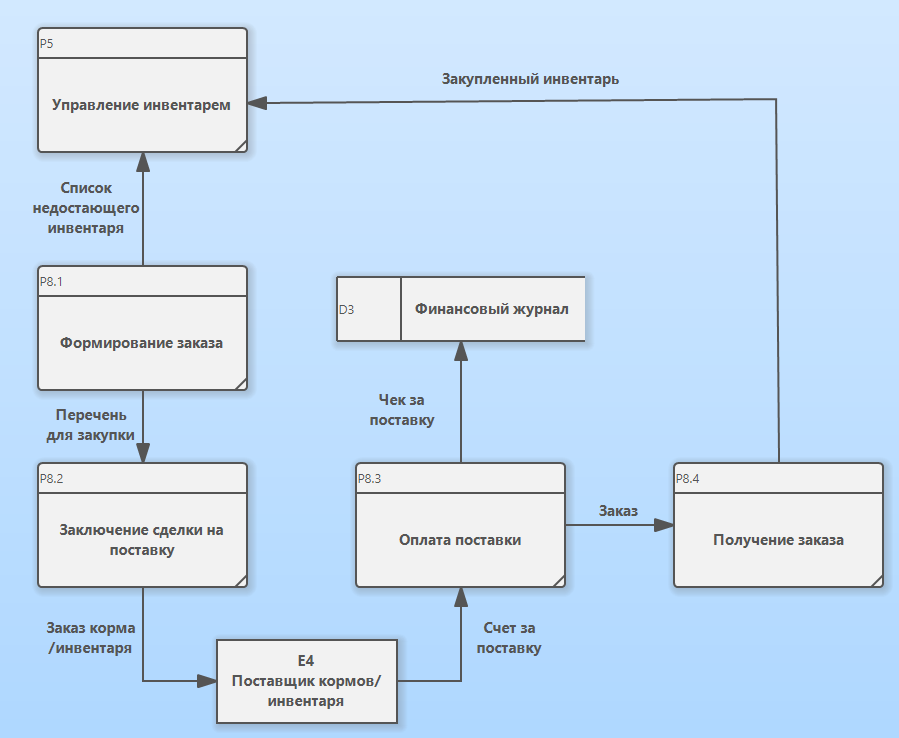 P5
Управление инвентарем
Закупленный инвентарь
Список
недостающего
инвентаря
P8.1
Формирование заказа
D3
Финансовый журнал
Перечень
для закупки
Чек за
поставку
P8.2
Заключение сделки на
поставку
P8.3
Оплата поставки
Заказ
P8.4
Получение заказа
Заказ корма
/инвентаря
E4
Поставщик кормов/
инвентаря
Счет за
поставку